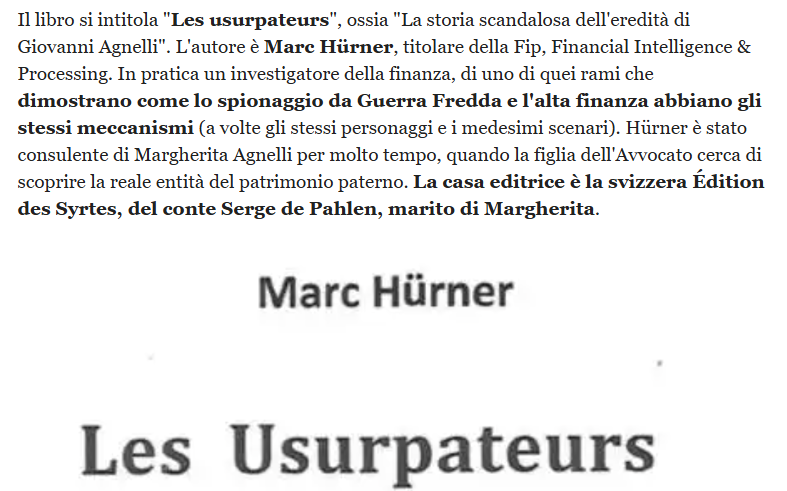 Il libro si intitola "Les usurpateurs", ossia "La storia scandalosa dell'eredità di
Giovanni Agnelli". L'autore è Marc Hürner, titolare della Fip, Financial Intelligence &
Processing. In pratica un investigatore della finanza, di uno di quei rami che
dimostrano come lo spionaggio da Guerra Fredda e l'alta finanza abbiano gli
stessi meccanismi (a volte gli stessi personaggi e i medesimi scenari). Hürner è stato
consulente di Margherita Agnelli per molto tempo, quando la figlia dell'Avvocato cerca di
scoprire la reale entità del patrimonio paterno. La casa editrice è la svizzera Édition
des Syrtes, del conte Serge de Pahlen, marito di Margherita.
Marc Hürner
Les Usurpateurs